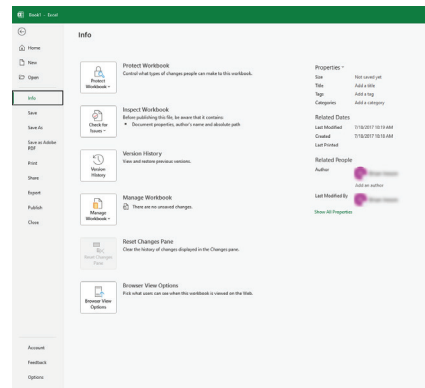 Book1 - Excel
Info
Home
New
Open
Info
Save
Save As
Save as Adobe
PDF
Print
Share
Export
Publish
Close
Account
Feedback
Options
Protect
Workbook
Protect Workbook
Control what types of changes people can make to this workbook.
Check for
Issues
Inspect Workbook
Before publishing this file, be aware that it contains:
Document properties, author's name and absolute path
Version
History
Version History
View and restore previous versions.
Manage
Workbook
Manage Workbook
There are no unsaved changes.
Reset Changes
Pane
Reset Changes Pane
Clear the history of changes displayed in the Changes pane.
Browser View
Options
Browser View Options
Pick what users can see when this workbook is viewed on the Web.
Properties
Size Not saved yet
Title Add a title
Tags Add a tag
Categories Add a category
Related Dates
Last Modified 7/18/2017 10:19 AM
Created 7/18/2017 10:18 AM
Last Printed
Related People
Author
Add an author
Last Modified By
Show All Properties